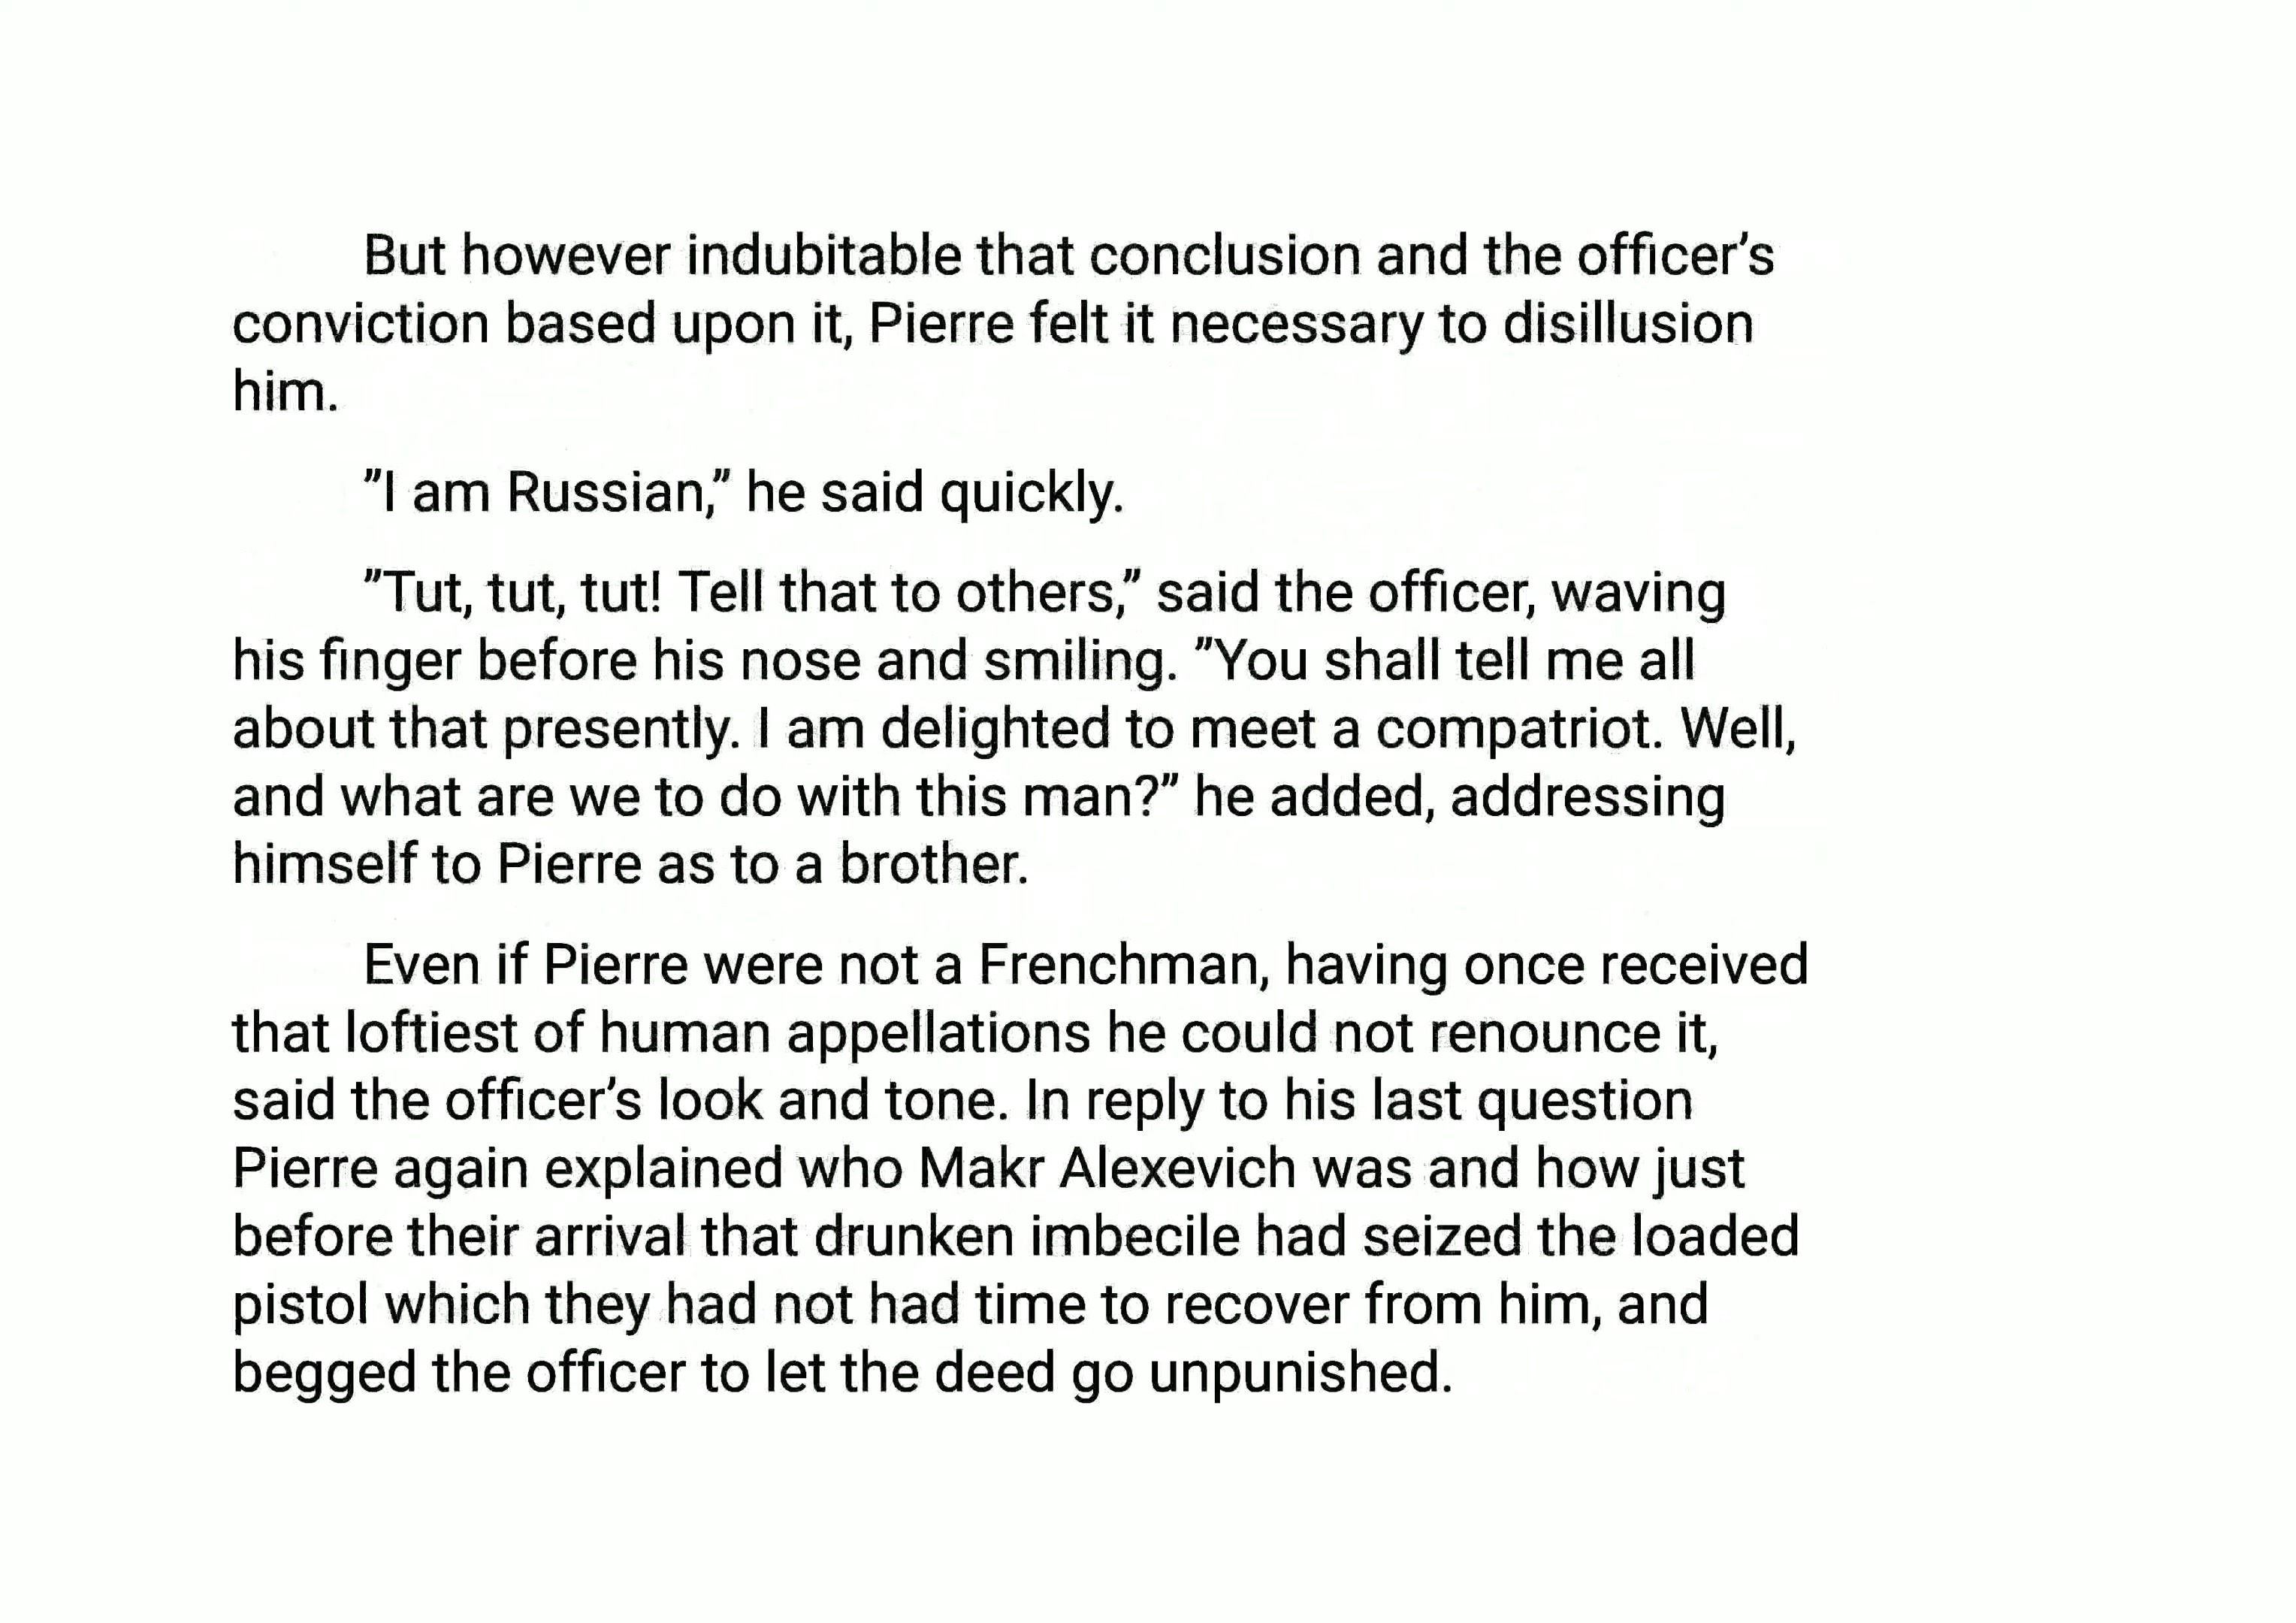 But however indubitable that conclusion and the officer’s
conviction based upon it, Pierre felt it necessary to disillusion
him.
”I am Russian,” he said quickly.
”Tut, tut, tut! Tell that to others,” said the officer, waving
his finger before his nose and smiling. ”You shall tell me all
about that presently. I am delighted to meet a compatriot. Well,
and what are we to do with this man?” he added, addressing
himself to Pierre as to a brother.
Even if Pierre were not a Frenchman, having once received
that loftiest of human appellations he could not renounce it,
said the officer’s look and tone. In reply to his last question
Pierre again explained who Makr Alexevich was and how just
before their arrival that drunken imbecile had seized the loaded
pistol which they had not had time to recover from him, and
begged the officer to let the deed go unpunished.